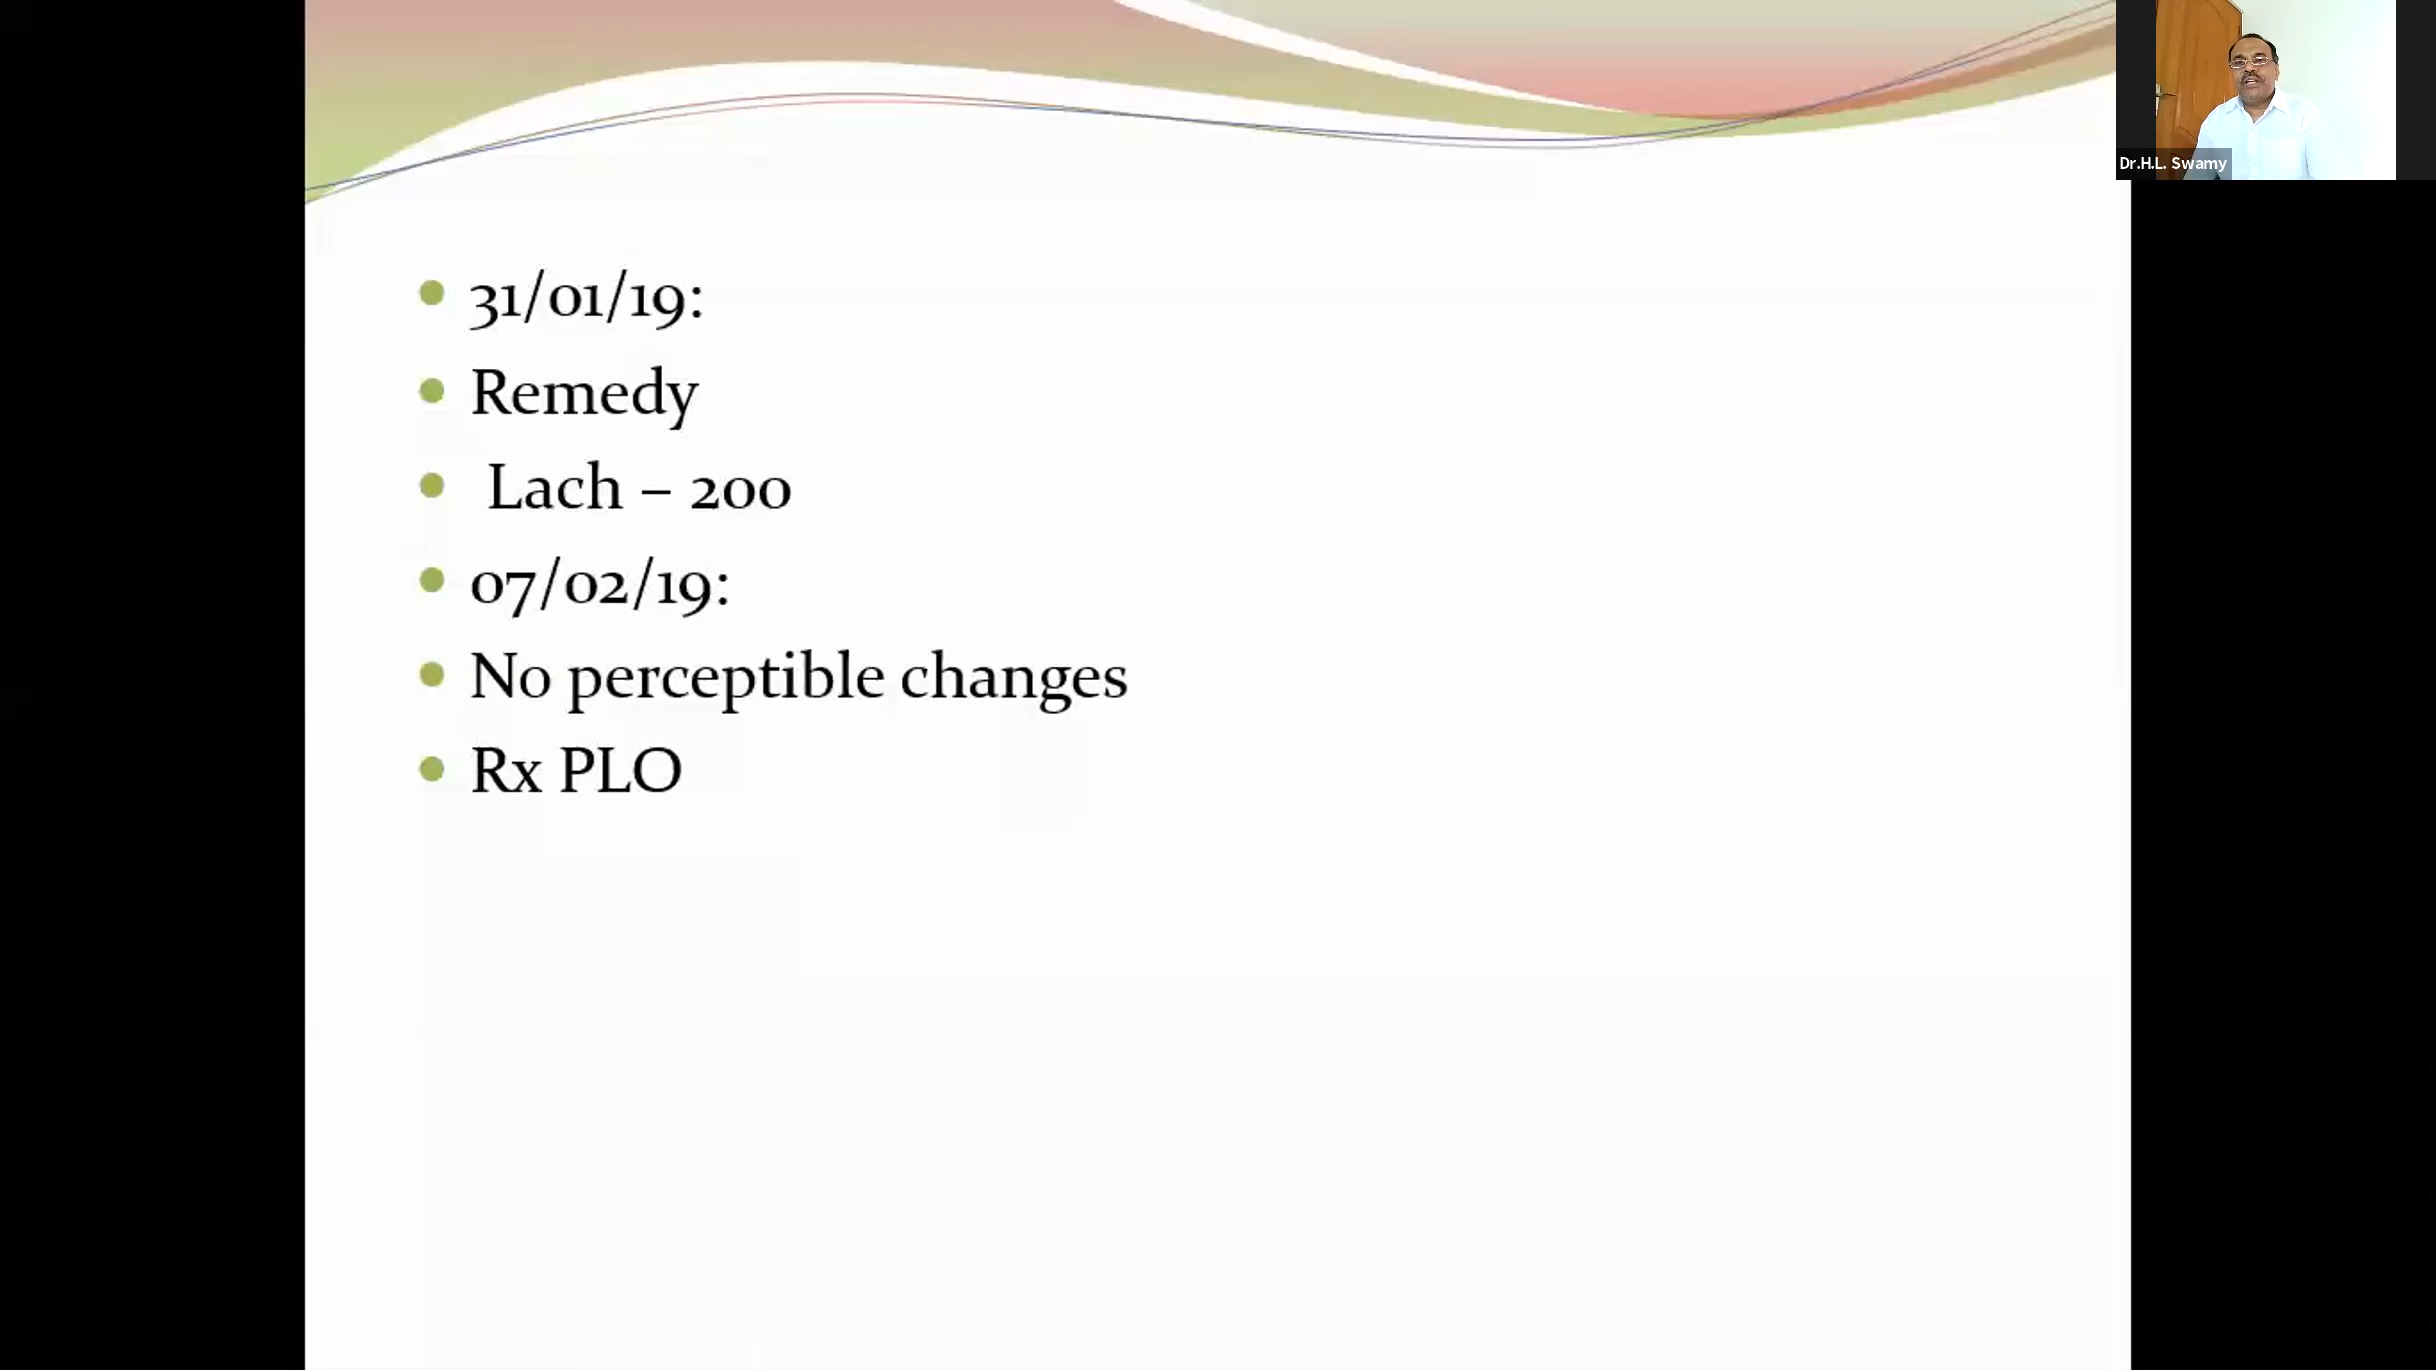 Dr.H.L. Swamy
31/01/19:
Remedy
Lach – 200
07/02/19:
No perceptible changes
Rx PLO